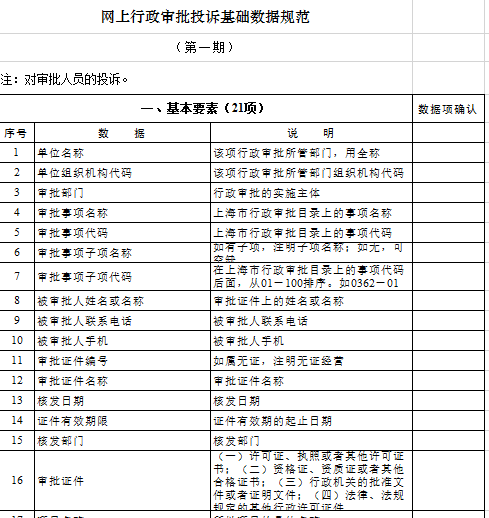 网上行政审批投诉基础数据规范
（第一期）
注：对审批人员的投诉。
一、基本要素（21项） 数据项确认
序号 数 据 说 明
1 单位名称 该项行政审批所管部门，用全称
2 单位组织机构代码 该项行政审批所管部门组织机构代码
3 审批部门 行政审批的实施主体
4 审批事项名称 上海市行政审批目录上的事项名称
5 审批事项代码 上海市行政审批目录上的事项代码
6 审批事项子项名称 如有子项，注明子项名称；如无，可
空缺
7 审批事项子项代码 在上海市行政审批目录上的事项代码
后面，从01－100排序。如0362－01
8 被审批人姓名或名称 审批证件上的姓名或名称
9 被审批人联系电话 被审批人联系电话
10 被审批人手机 被审批人手机
11 审批证件编号 如属无证，注明无证经营
12 审批证件名称 审批证件名称
13 核发日期 核发日期
14 证件有效期限 证件有效期的起止日期
15 核发部门 核发部门
16 审批证件 （一）许可证、执照或者其他许可证
书；（二）资格证、资质证或者其他
合格证书；（三）行政机关的批准文
件或者证明文件；（四）法律、法规
规定的其他行政许可证件